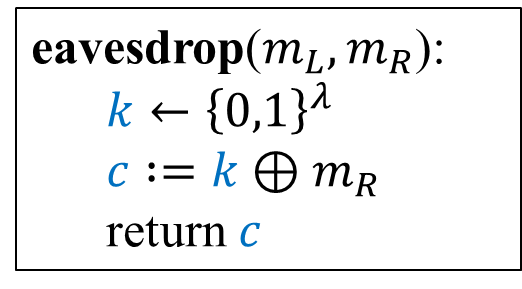 eavesdrop(m_L, m_R):
k ← {0,1}^λ
c := k ⊕ m_R
return c